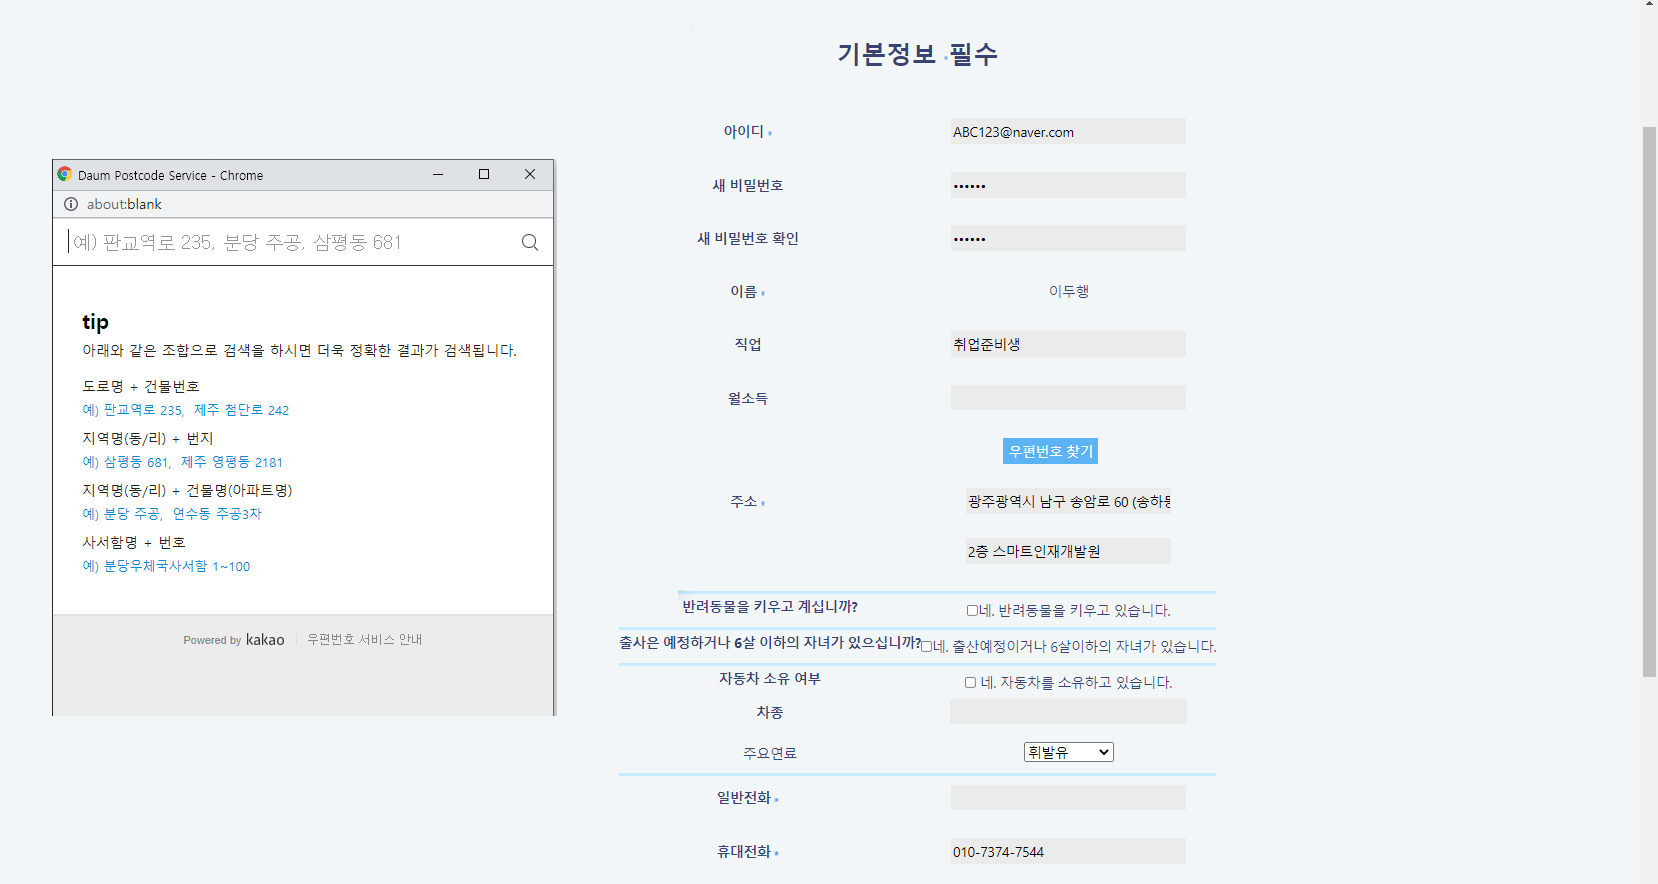 기본정보 * 필수
아이디 *
ABC123@naver.com
새 비밀번호
••••••
새 비밀번호 확인
••••••
이름 *
이두행
직업
취업준비생
월소득
우편번호 찾기
주소 *
광주광역시 남구 송암로 60 (송하동
2층 스마트인재개발원
반려동물을 키우고 계십니까?
네. 반려동물을 키우고 있습니다.
출사은 예정하거나 6살 이하의 자녀가 있으십니까?
네. 출산예정이거나 6살이하의 자녀가 있습니다.
자동차 소유 여부
네. 자동차를 소유하고 있습니다.
차종
주요연료
휘발유
일반전화 *
휴대전화 *
010-7374-7544
Daum Postcode Service - Chrome
about:blank
예) 판교역로 235, 분당 주공, 삼평동 681
tip
아래와 같은 조합으로 검색을 하시면 더욱 정확한 결과가 검색됩니다.
도로명 + 건물번호
예) 판교역로 235, 제주 첨단로 242
지역명(동/리) + 번지
예) 삼평동 681, 제주 영평동 2181
지역명(동/리) + 건물명(아파트명)
예) 분당 주공, 연수동 주공3차
사서함명 + 번호
예) 분당우체국사서함 1~100
Powered by kakao | 우편번호 서비스 안내